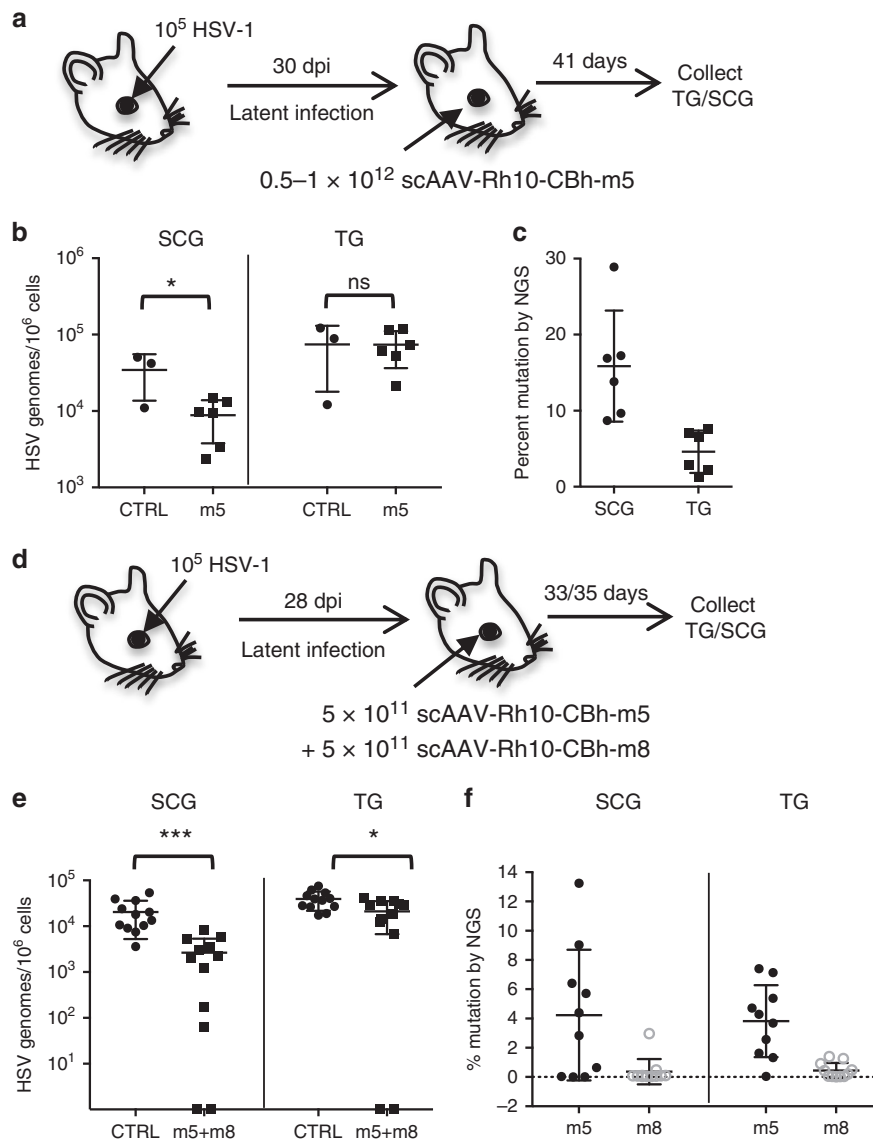 a
10⁵ HSV-1
30 dpi
Latent infection
41 days
Collect
TG/SCG
0.5–1 × 10¹² scAAV-Rh10-CBh-m5
b
SCG
TG
HSV genomes/10⁶ cells
10⁶
10⁵
10⁴
10³
*
ns
CTRL
m5
CTRL
m5
c
Percent mutation by NGS
30
20
10
0
SCG
TG
d
10⁵ HSV-1
28 dpi
Latent infection
33/35 days
Collect
TG/SCG
5 × 10¹¹ scAAV-Rh10-CBh-m5
+ 5 × 10¹¹ scAAV-Rh10-CBh-m8
e
SCG
TG
***
*
HSV genomes/10⁶ cells
10⁵
10⁴
10³
10²
10¹
CTRL
m5+m8
CTRL
m5+m8
f
SCG
TG
% mutation by NGS
14
12
10
8
6
4
2
0
–2
m5
m8
m5
m8